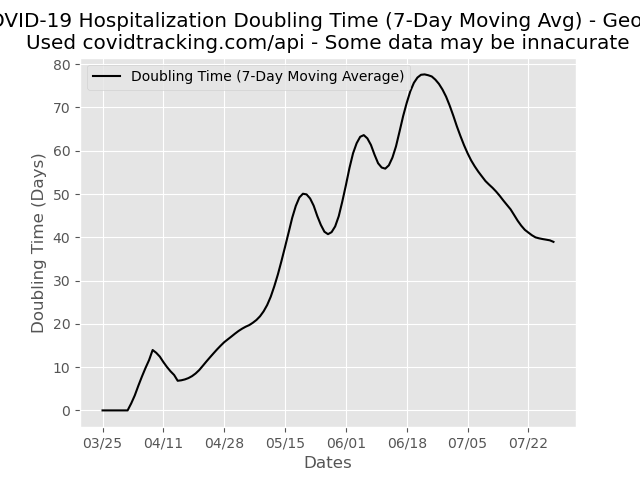 OVID-19 Hospitalization Doubling Time (7-Day Moving Avg) - Geo
Used covidtracking.com/api - Some data may be innacurate
Doubling Time (7-Day Moving Average)
80
70
60
50
40
30
20
10
0
Doubling Time (Days)
03/25 04/11 04/28 05/15 06/01 06/18 07/05 07/22
Dates